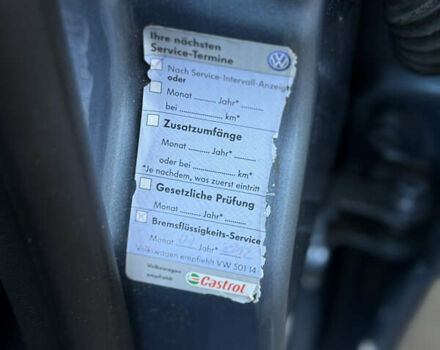 Ihre nächsten
Service-Termine
Nach Service-Intervall-Anzeige
oder
Monat ......... Jahr* .........
bei ................... km*
Zusatzumfänge
Monat ......... Jahr* .........
oder bei ............ km*
*Je nachdem, was zuerst eintritt
Gesetzliche Prüfung
Monat ......... Jahr* .........
Bremsflüssigkeits-Service
Monat Jahr*
Volkswagen empfiehlt VW 501 14
Volkswagen
empfiehlt
Castrol